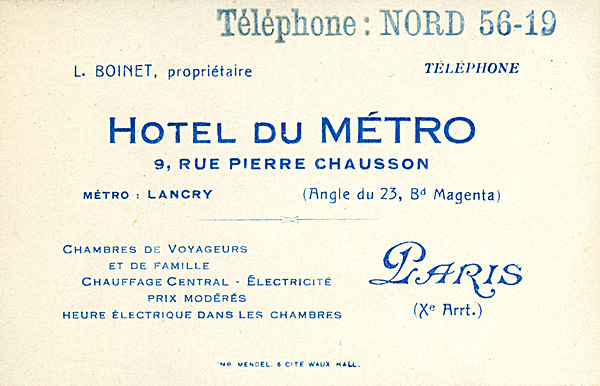 Téléphone : NORD 56-19
L. BOINET, propriétaire
TÉLÉPHONE
HOTEL DU MÉTRO
9, RUE PIERRE CHAUSSON
MÉTRO : LANCRY
(Angle du 23, Bd Magenta)
CHAMBRES DE VOYAGEURS
ET DE FAMILLE
CHAUFFAGE CENTRAL - ÉLECTRICITÉ
PRIX MODÉRÉS
HEURE ÉLECTRIQUE DANS LES CHAMBRES
PARIS
(Xe Arrt.)
IMP. MENDEL. 6 CITÉ WAUX HALL.